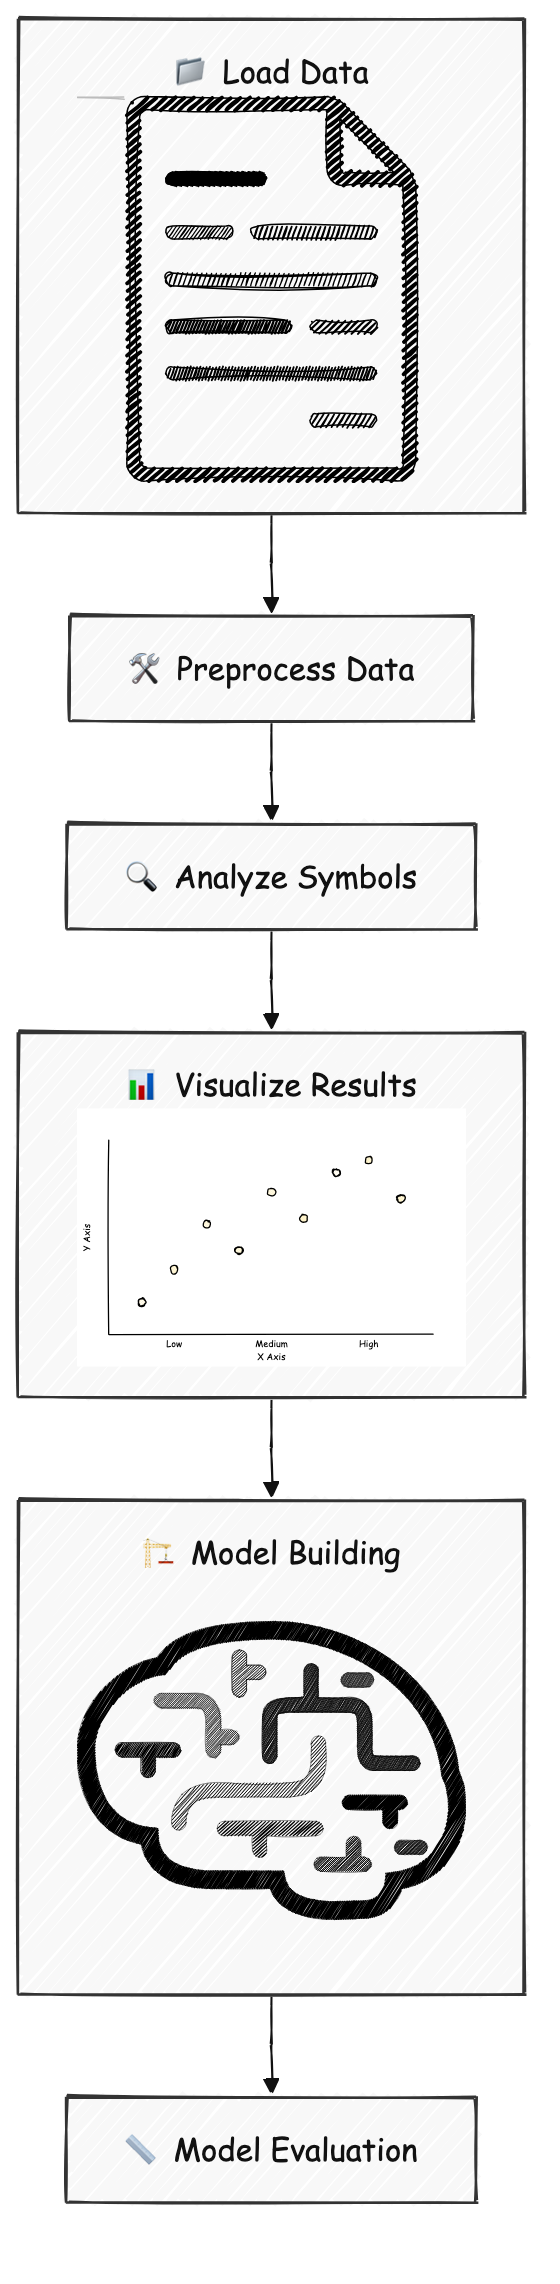 📁 Load Data
🛠️ Preprocess Data
🔍 Analyze Symbols
📊 Visualize Results
Y Axis
Low Medium High
X Axis
🏗️ Model Building
📏 Model Evaluation